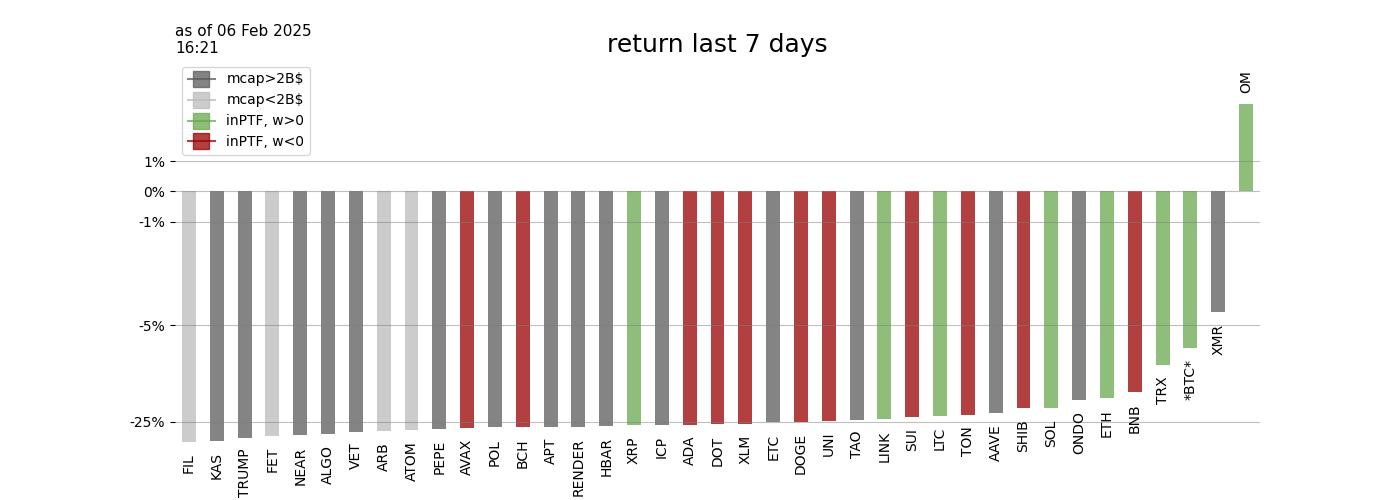 as of 06 Feb 2025
16:21
return last 7 days
mcap>2B$
mcap<2B$
inPTF, w>0
inPTF, w<0
1%
0%
-1%
-5%
-25%
FIL
KAS
TRUMP
FET
NEAR
ALGO
VET
ARB
ATOM
PEPE
AVAX
POL
BCH
APT
RENDER
HBAR
XRP
ICP
ADA
DOT
XLM
ETC
DOGE
UNI
TAO
LINK
SUI
LTC
TON
AAVE
SHIB
SOL
ONDO
ETH
BNB
TRX
*BTC*
XMR
OM